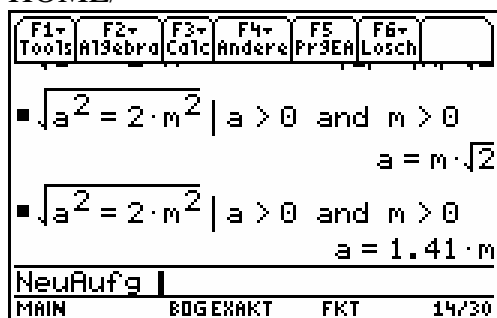 F1 F2 F3 F4 F5 F6
Tools Algebra Calc Andere PrgEA Losch
√a² = 2·m² | a > 0 and m > 0
a = m·√2
√a² = 2·m² | a > 0 and m > 0
a = 1.41·m
NeuAufg
MAIN BOG EXAKT FKT 14/30